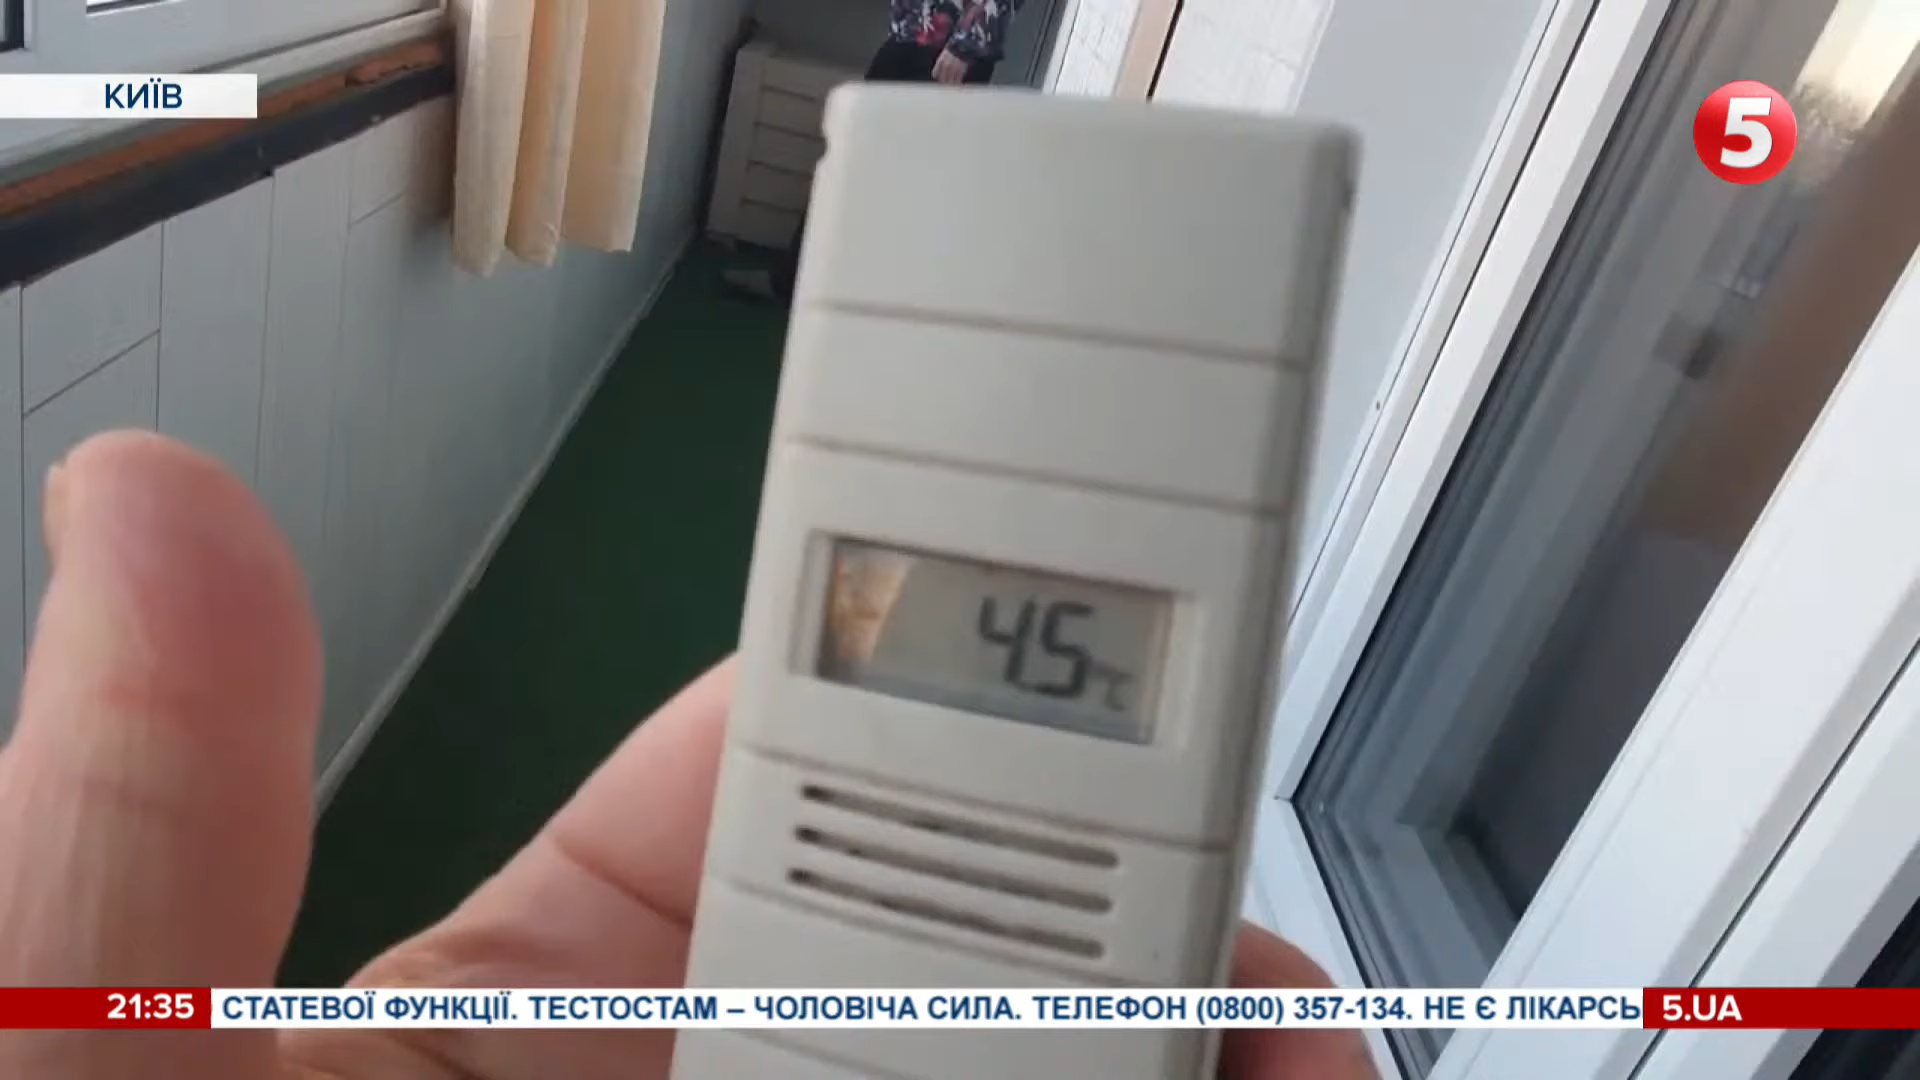 КИЇВ
5
4.5 °C
21:35 СТАТЕВОЇ ФУНКЦІЇ. ТЕСТОСТАМ – ЧОЛОВІЧА СИЛА. ТЕЛЕФОН (0800) 357-134. НЕ Є ЛІКАРСЬ 5.UA